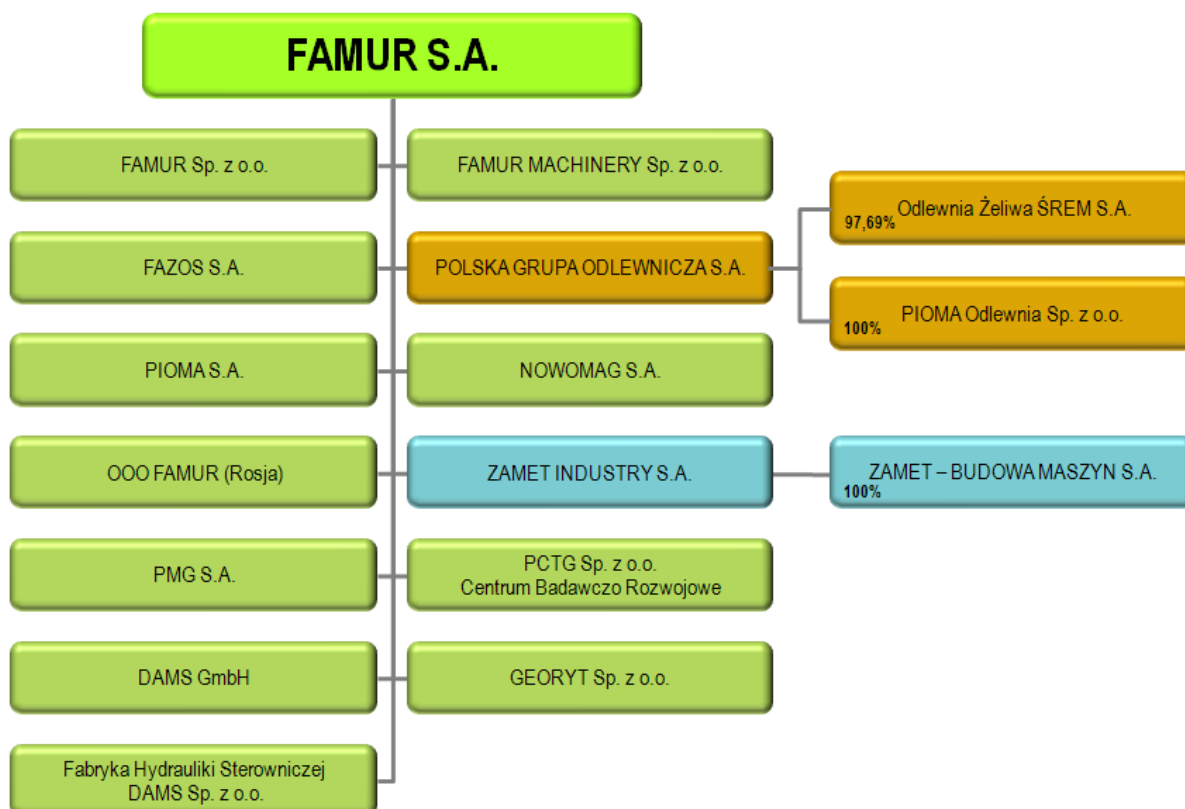 FAMUR S.A.
FAMUR Sp. z o.o.
FAMUR MACHINERY Sp. z o.o.
Odlewnia Żeliwa ŚREM S.A.
97,69%
FAZOS S.A.
POLSKA GRUPA ODLEWNICZA S.A.
PIOMA Odlewnia Sp. z o.o.
100%
PIOMA S.A.
NOWOMAG S.A.
OOO FAMUR (Rosja)
ZAMET INDUSTRY S.A.
ZAMET – BUDOWA MASZYN S.A.
100%
PMG S.A.
PCTG Sp. z o.o.
Centrum Badawczo Rozwojowe
DAMS GmbH
GEORYT Sp. z o.o.
Fabryka Hydrauliki Sterowniczej
DAMS Sp. z o.o.